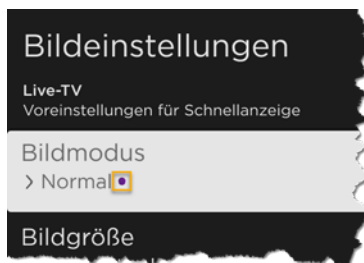 Bildeinstellungen
Live-TV
Voreinstellungen für Schnellanzeige
Bildmodus
> Normal
Bildgröße